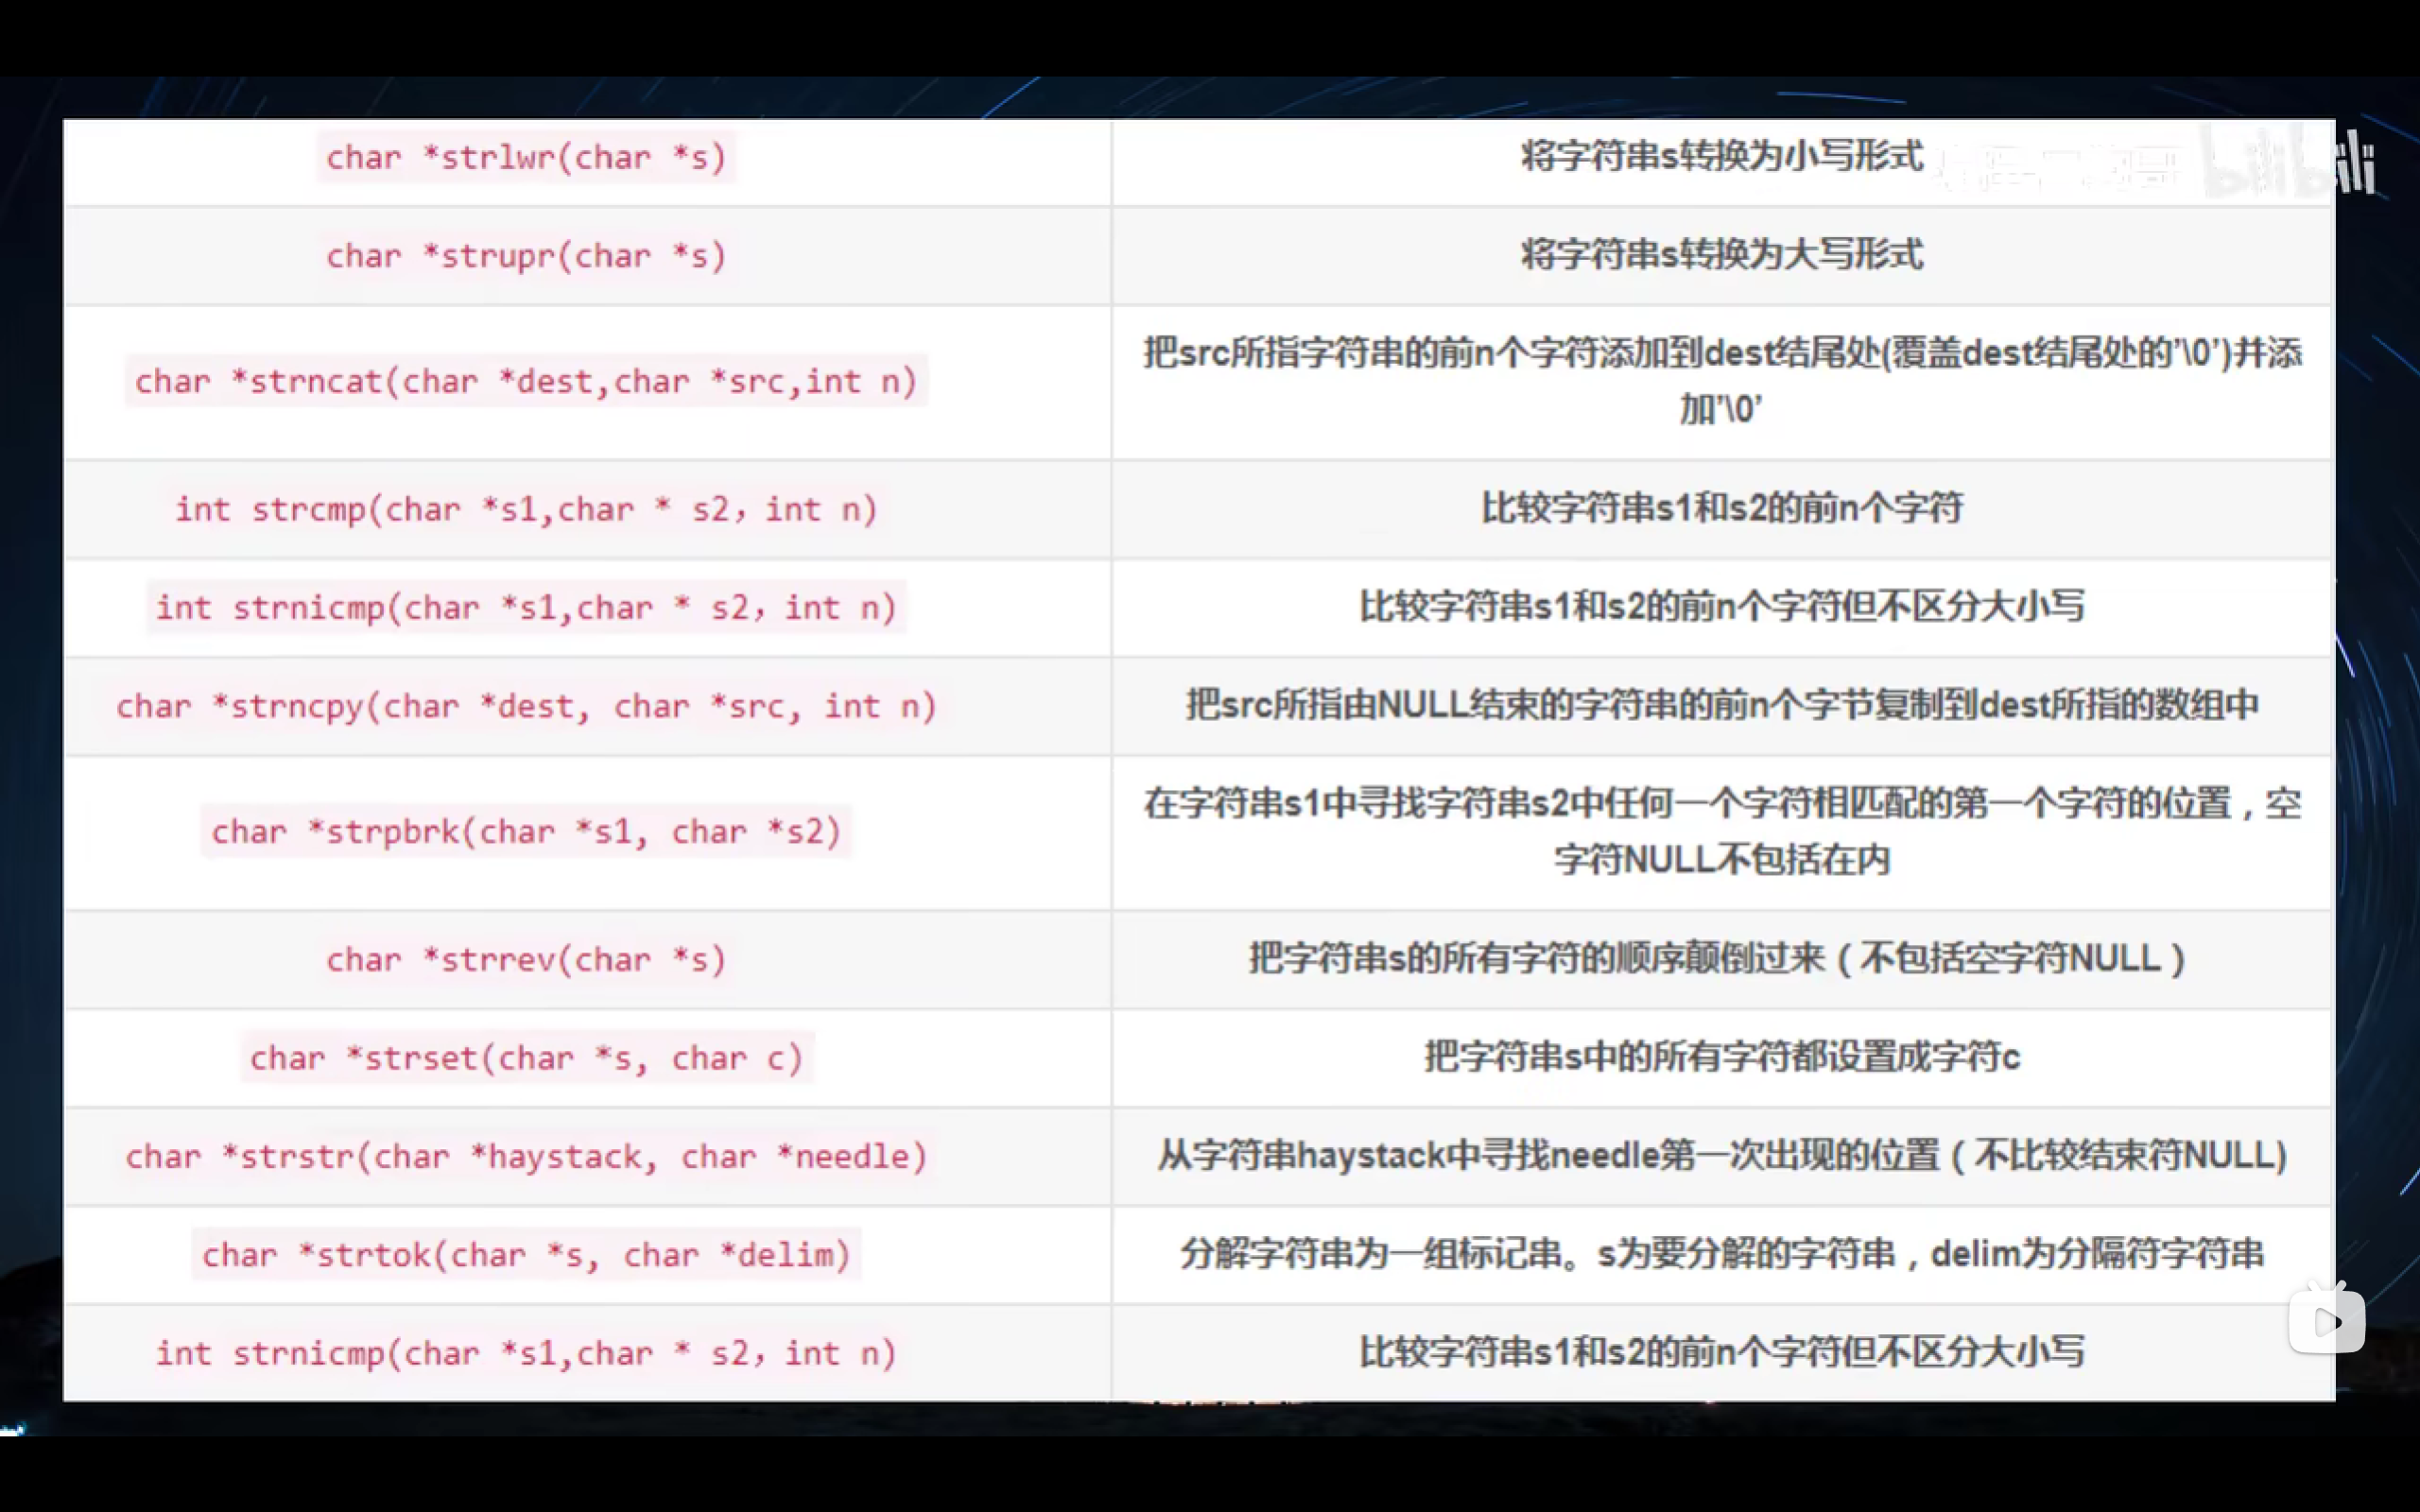 char *strlwr(char *s)
将字符串s转换为小写形式
bilibili
char *strupr(char *s)
将字符串s转换为大写形式
char *strncat(char *dest,char *src,int n)
把src所指字符串的前n个字符添加到dest结尾处(覆盖dest结尾处的’\0’)并添
加’\0’
int strcmp(char *s1,char * s2，int n)
比较字符串s1和s2的前n个字符
int strnicmp(char *s1,char * s2，int n)
比较字符串s1和s2的前n个字符但不区分大小写
char *strncpy(char *dest, char *src, int n)
把src所指由NULL结束的字符串的前n个字节复制到dest所指的数组中
char *strpbrk(char *s1, char *s2)
在字符串s1中寻找字符串s2中任何一个字符相匹配的第一个字符的位置，空
字符NULL不包括在内
char *strrev(char *s)
把字符串s的所有字符的顺序颠倒过来（不包括空字符NULL）
char *strset(char *s, char c)
把字符串s中的所有字符都设置成字符c
char *strstr(char *haystack, char *needle)
从字符串haystack中寻找needle第一次出现的位置（不比较结束符NULL)
char *strtok(char *s, char *delim)
分解字符串为一组标记串。s为要分解的字符串，delim为分隔符字符串
int strnicmp(char *s1,char * s2，int n)
比较字符串s1和s2的前n个字符但不区分大小写